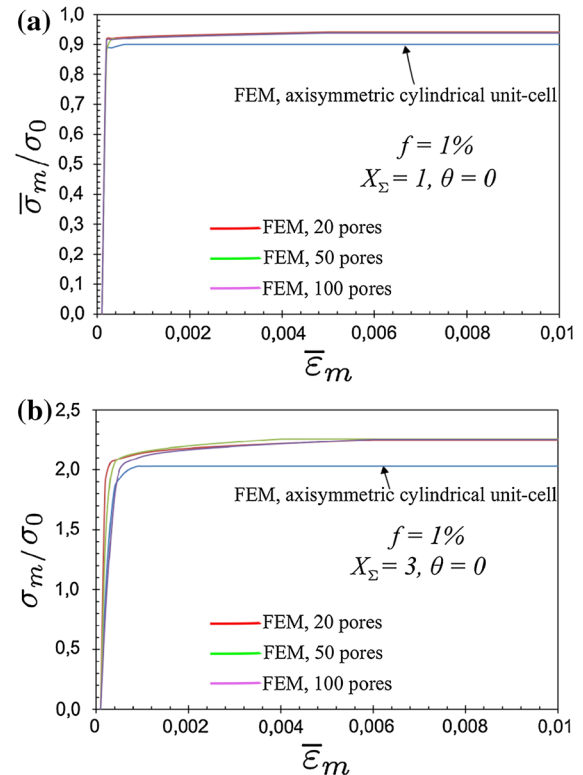 (a)
1,0
0,9
0,8
0,7
0,6
0,5
0,4
0,3
0,2
0,1
0,0
σ̅m/σ0
FEM, axisymmetric cylindrical unit-cell
f = 1%
XΣ = 1, θ = 0
FEM, 20 pores
FEM, 50 pores
FEM, 100 pores
0 0,002 0,004 0,006 0,008 0,01
ε̅m
(b)
2,5
2,0
1,5
1,0
0,5
0,0
σm/σ0
FEM, axisymmetric cylindrical unit-cell
f = 1%
XΣ = 3, θ = 0
FEM, 20 pores
FEM, 50 pores
FEM, 100 pores
0 0,002 0,004 0,006 0,008 0,01
ε̅m